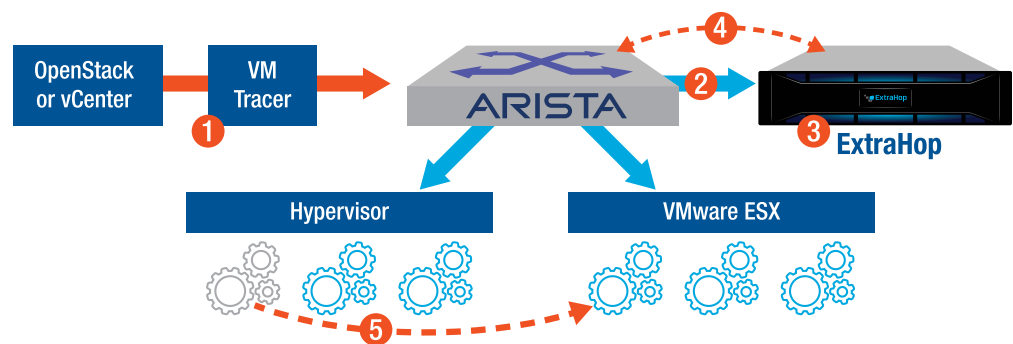 OpenStack
or vCenter
VM
Tracer
1
ARISTA
2
4
ExtraHop
3
ExtraHop
Hypervisor
VMware ESX
5